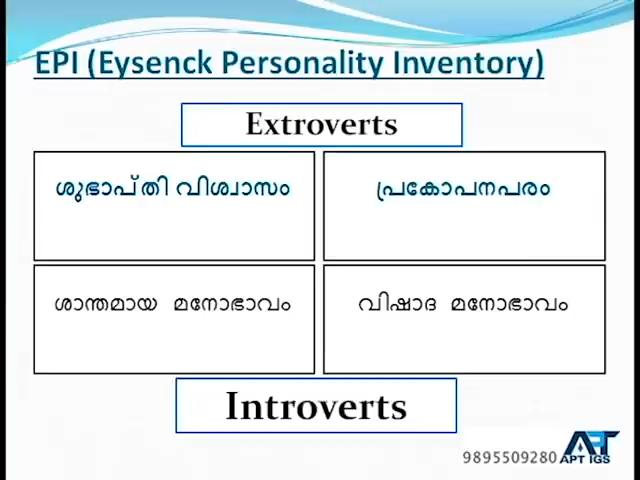 EPI (Eysenck Personality Inventory)
Extroverts
ശുഭാപ്തി വിശ്വാസം
പ്രകോപനപരം
ശാന്തമായ മനോഭാവം
വിഷാദ മനോഭാവം
Introverts
9895509280
APT IGS